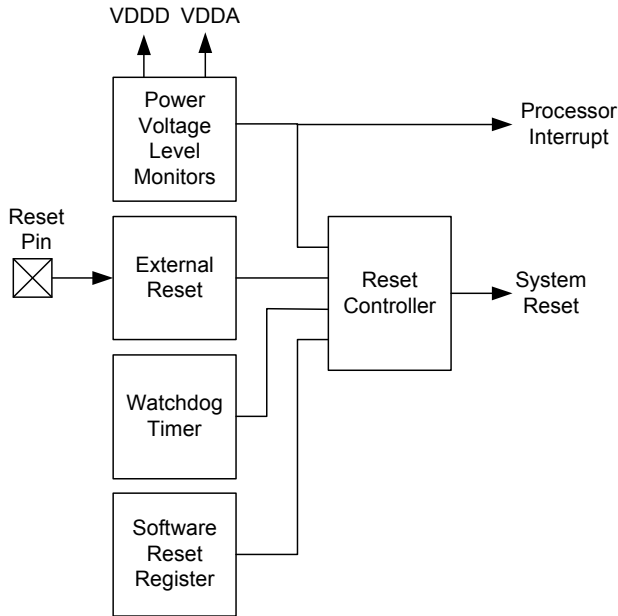 VDDD VDDA
Power
Voltage
Level
Monitors
Processor
Interrupt
Reset
Pin
External
Reset
Reset
Controller
System
Reset
Watchdog
Timer
Software
Reset
Register